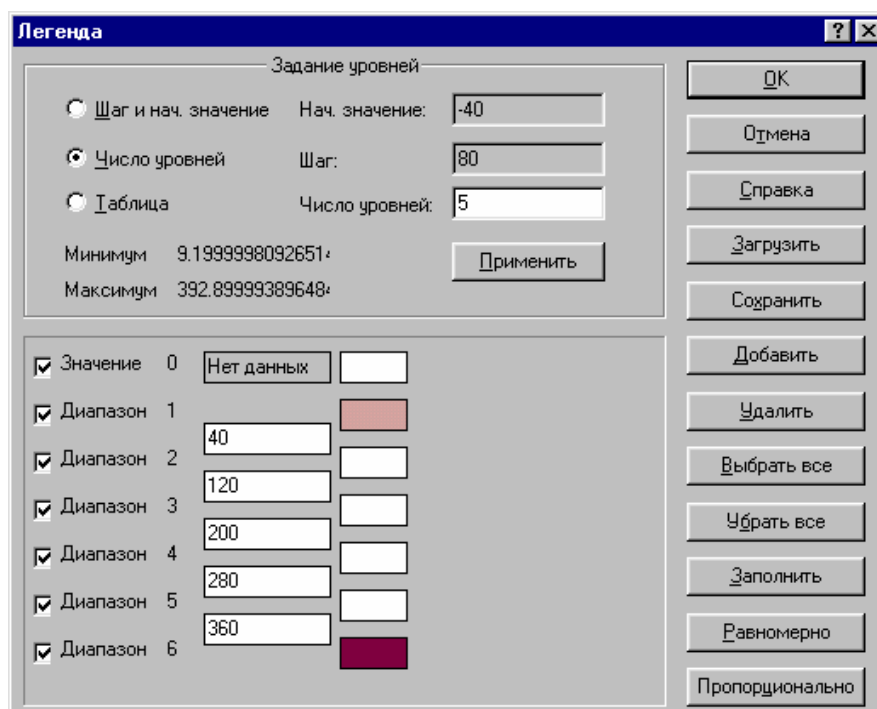 Легенда
Задание уровней
Шаг и нач. значение Нач. значение: -40
Число уровней Шаг: 80
Таблица Число уровней: 5
Минимум 9.1999998092651
Максимум 392.8999938964
Применить
Значение 0 Нет данных
Диапазон 1
40
Диапазон 2
120
Диапазон 3
200
Диапазон 4
280
Диапазон 5
360
Диапазон 6
OK
Отмена
Справка
Загрузить
Сохранить
Добавить
Удалить
Выбрать все
Убрать все
Заполнить
Равномерно
Пропорционально